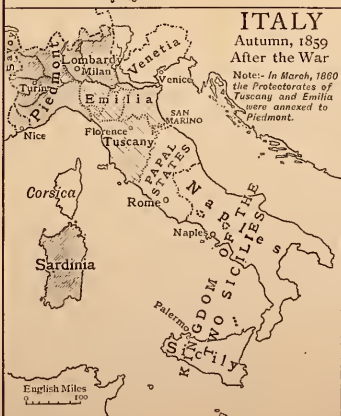 ITALY
Autumn, 1859
After the War
Note:- In March, 1860
the Protectorates of
Tuscany and Emilia
were annexed to
Piedmont.
Savoy
Piedmont
Turin
Lombardy
Milan
Venetia
Venice
Emilia
Nice
Florence
Tuscany
SAN
MARINO
PAPAL
STATES
Corsica
Rome
Naples
Naples
KINGDOM OF THE
TWO SICILIES
Sardinia
Palermo
Sicily
English Miles
0 100